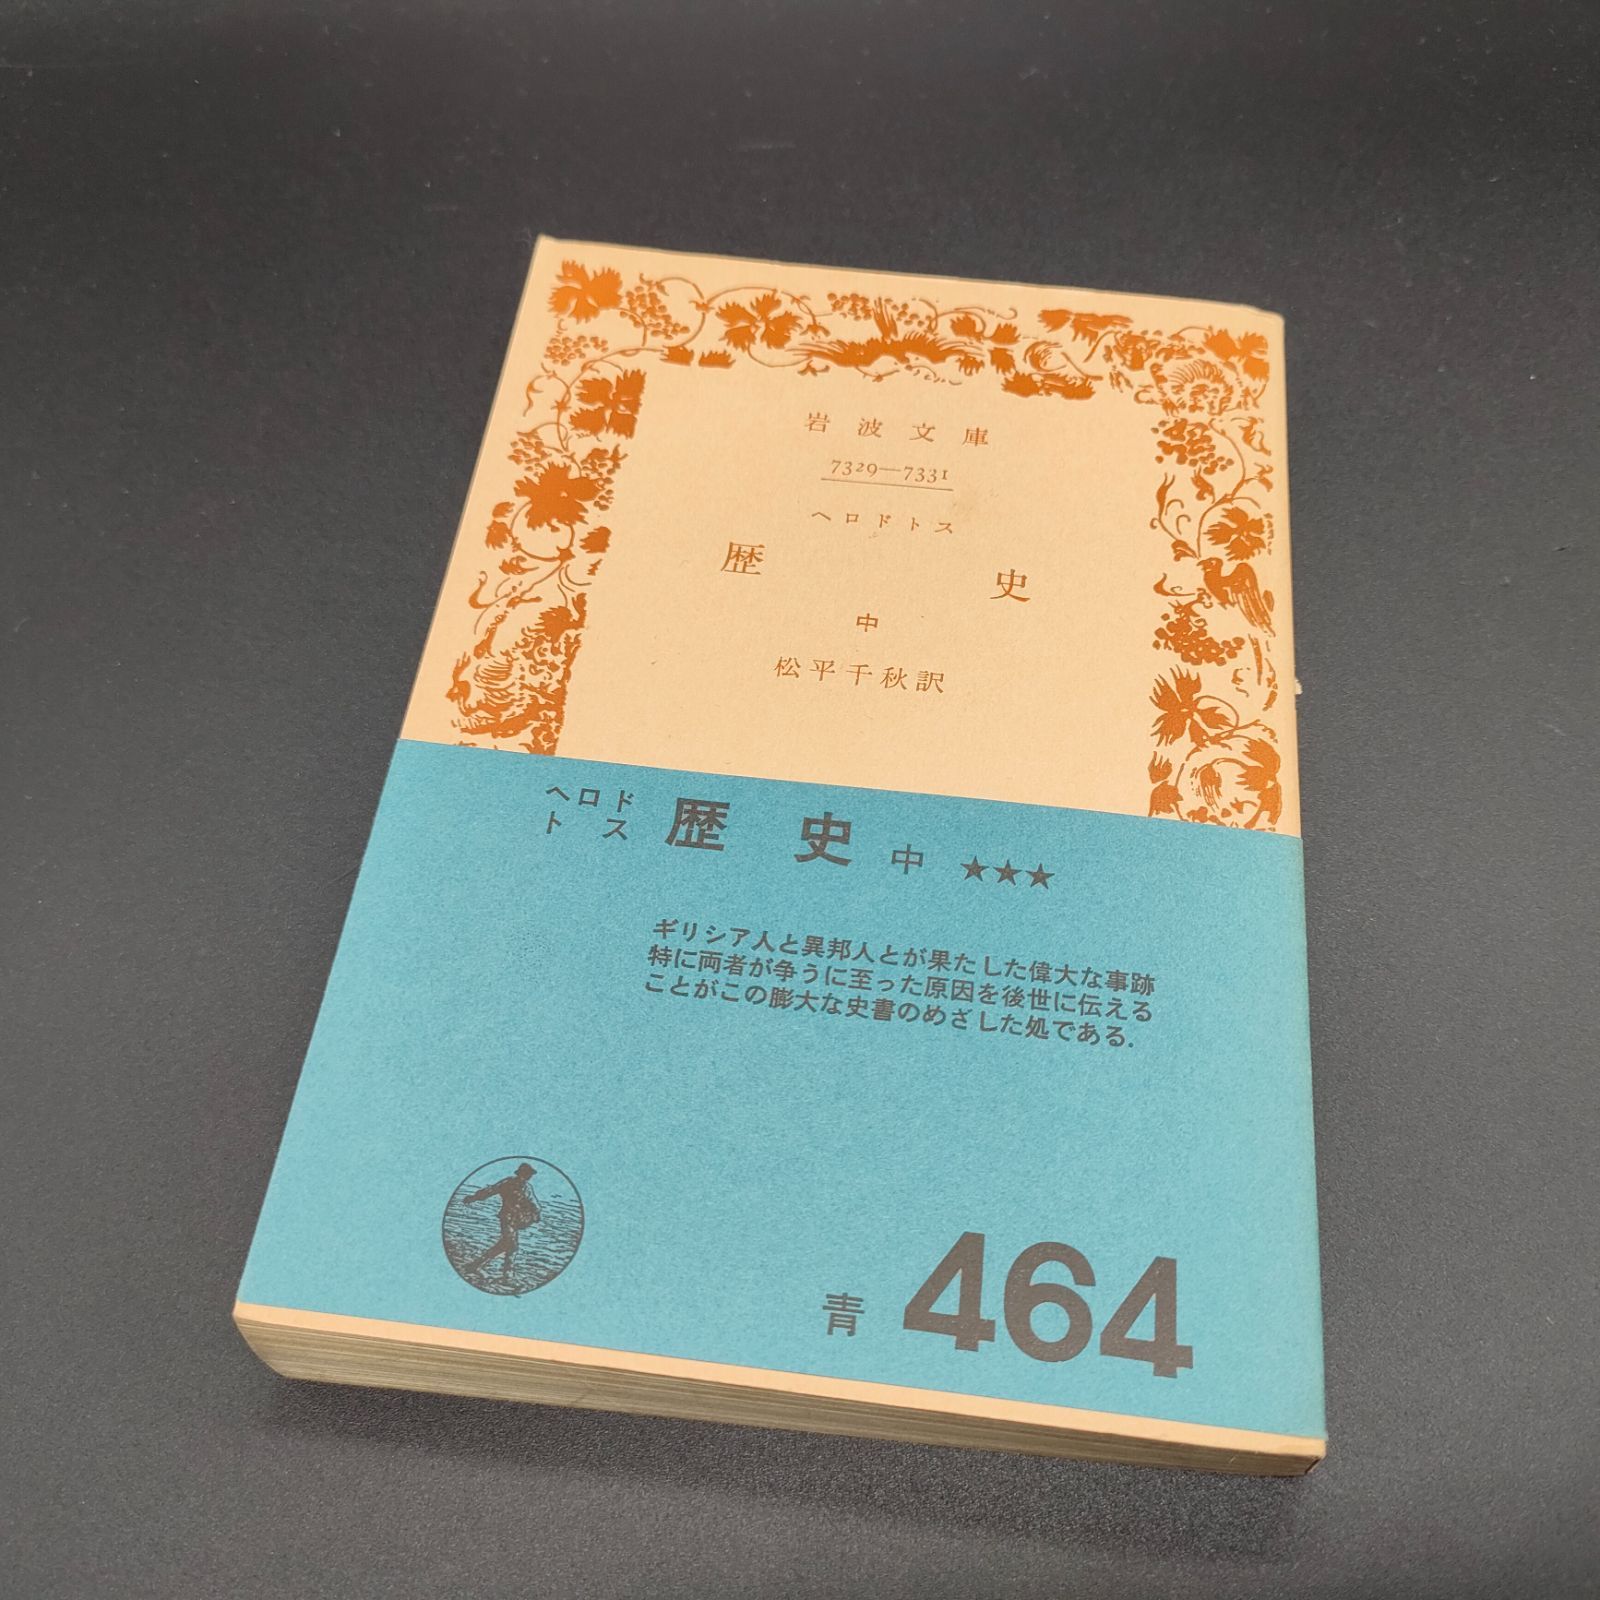 岩波文庫
7329—7331
ヘロドトス
歴史
中
松平千秋訳
ヘロド
トス
歴史 中 ★★★
ギリシア人と異邦人とが果たした偉大な事跡
特に両者が争うに至った原因を後世に伝える
ことがこの膨大な史書のめざした処である.
青 464